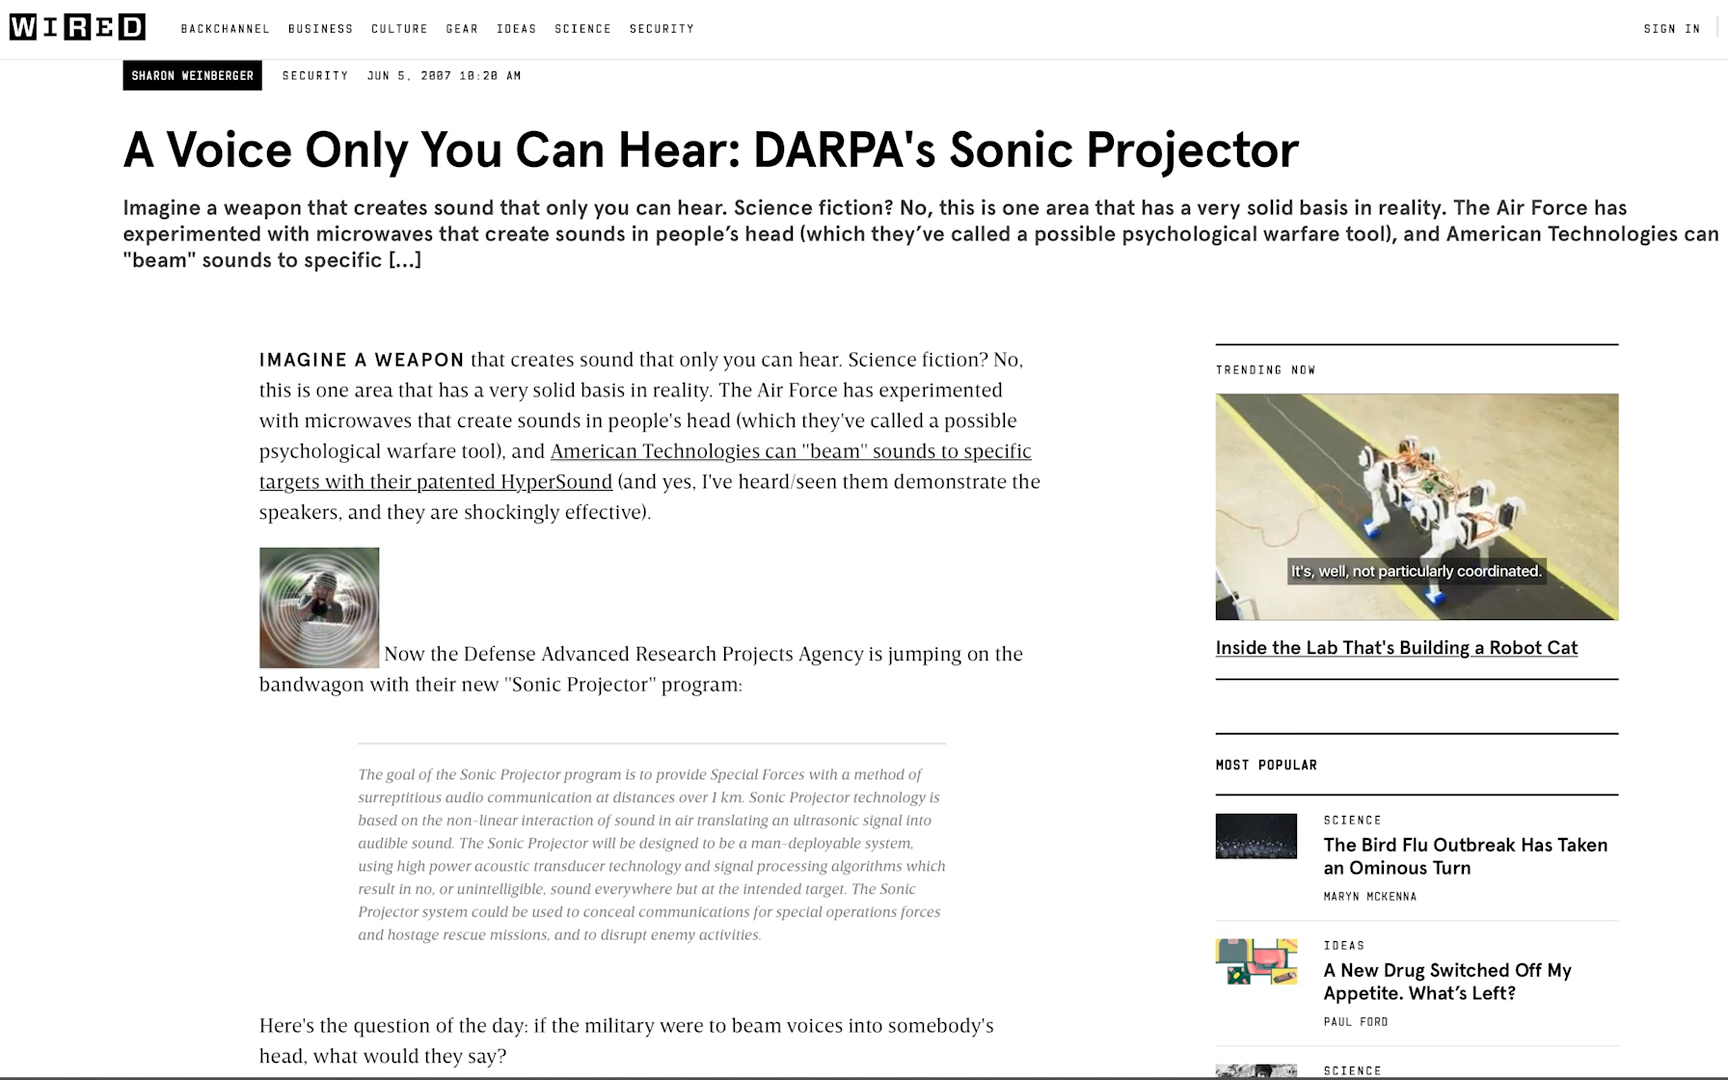 WIRED
BACKCHANNEL BUSINESS CULTURE GEAR IDEAS SCIENCE SECURITY
SIGN IN
SHARON WEINBERGER SECURITY JUN 5, 2007 10:20 AM
A Voice Only You Can Hear: DARPA's Sonic Projector
Imagine a weapon that creates sound that only you can hear. Science fiction? No, this is one area that has a very solid basis in reality. The Air Force has
experimented with microwaves that create sounds in people’s head (which they’ve called a possible psychological warfare tool), and American Technologies can
"beam" sounds to specific [...]
IMAGINE A WEAPON that creates sound that only you can hear. Science fiction? No,
this is one area that has a very solid basis in reality. The Air Force has experimented
with microwaves that create sounds in people's head (which they've called a possible
psychological warfare tool), and American Technologies can "beam" sounds to specific
targets with their patented HyperSound (and yes, I've heard/seen them demonstrate the
speakers, and they are shockingly effective).
Now the Defense Advanced Research Projects Agency is jumping on the
bandwagon with their new "Sonic Projector" program:
The goal of the Sonic Projector program is to provide Special Forces with a method of
surreptitious audio communication at distances over 1 km. Sonic Projector technology is
based on the non-linear interaction of sound in air translating an ultrasonic signal into
audible sound. The Sonic Projector will be designed to be a man-deployable system,
using high power acoustic transducer technology and signal processing algorithms which
result in no, or unintelligible, sound everywhere but at the intended target. The Sonic
Projector system could be used to conceal communications for special operations forces
and hostage rescue missions, and to disrupt enemy activities.
Here's the question of the day: if the military were to beam voices into somebody's
head, what would they say?
TRENDING NOW
It's, well, not particularly coordinated.
Inside the Lab That's Building a Robot Cat
MOST POPULAR
SCIENCE
The Bird Flu Outbreak Has Taken
an Ominous Turn
MARYN MCKENNA
IDEAS
A New Drug Switched Off My
Appetite. What’s Left?
PAUL FORD
SCIENCE